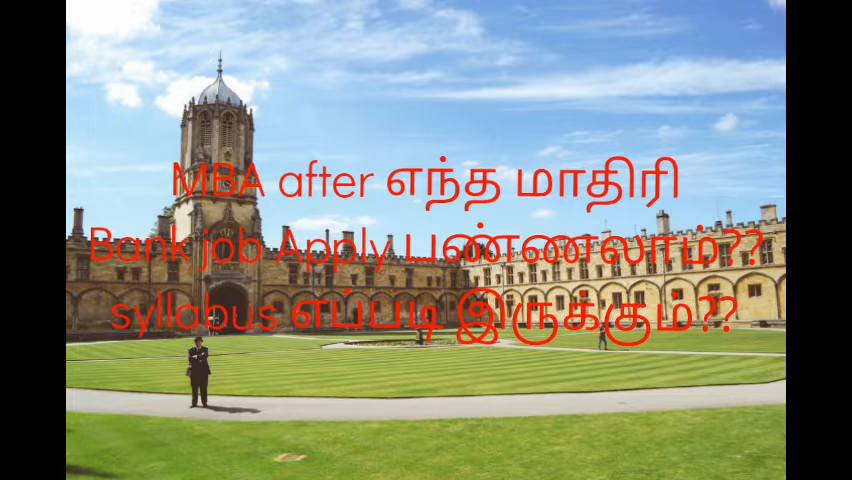 MBA after எந்த மாதிரி
Bank job Apply பண்ணலாம்??
syllabus எப்படி இருக்கும்??